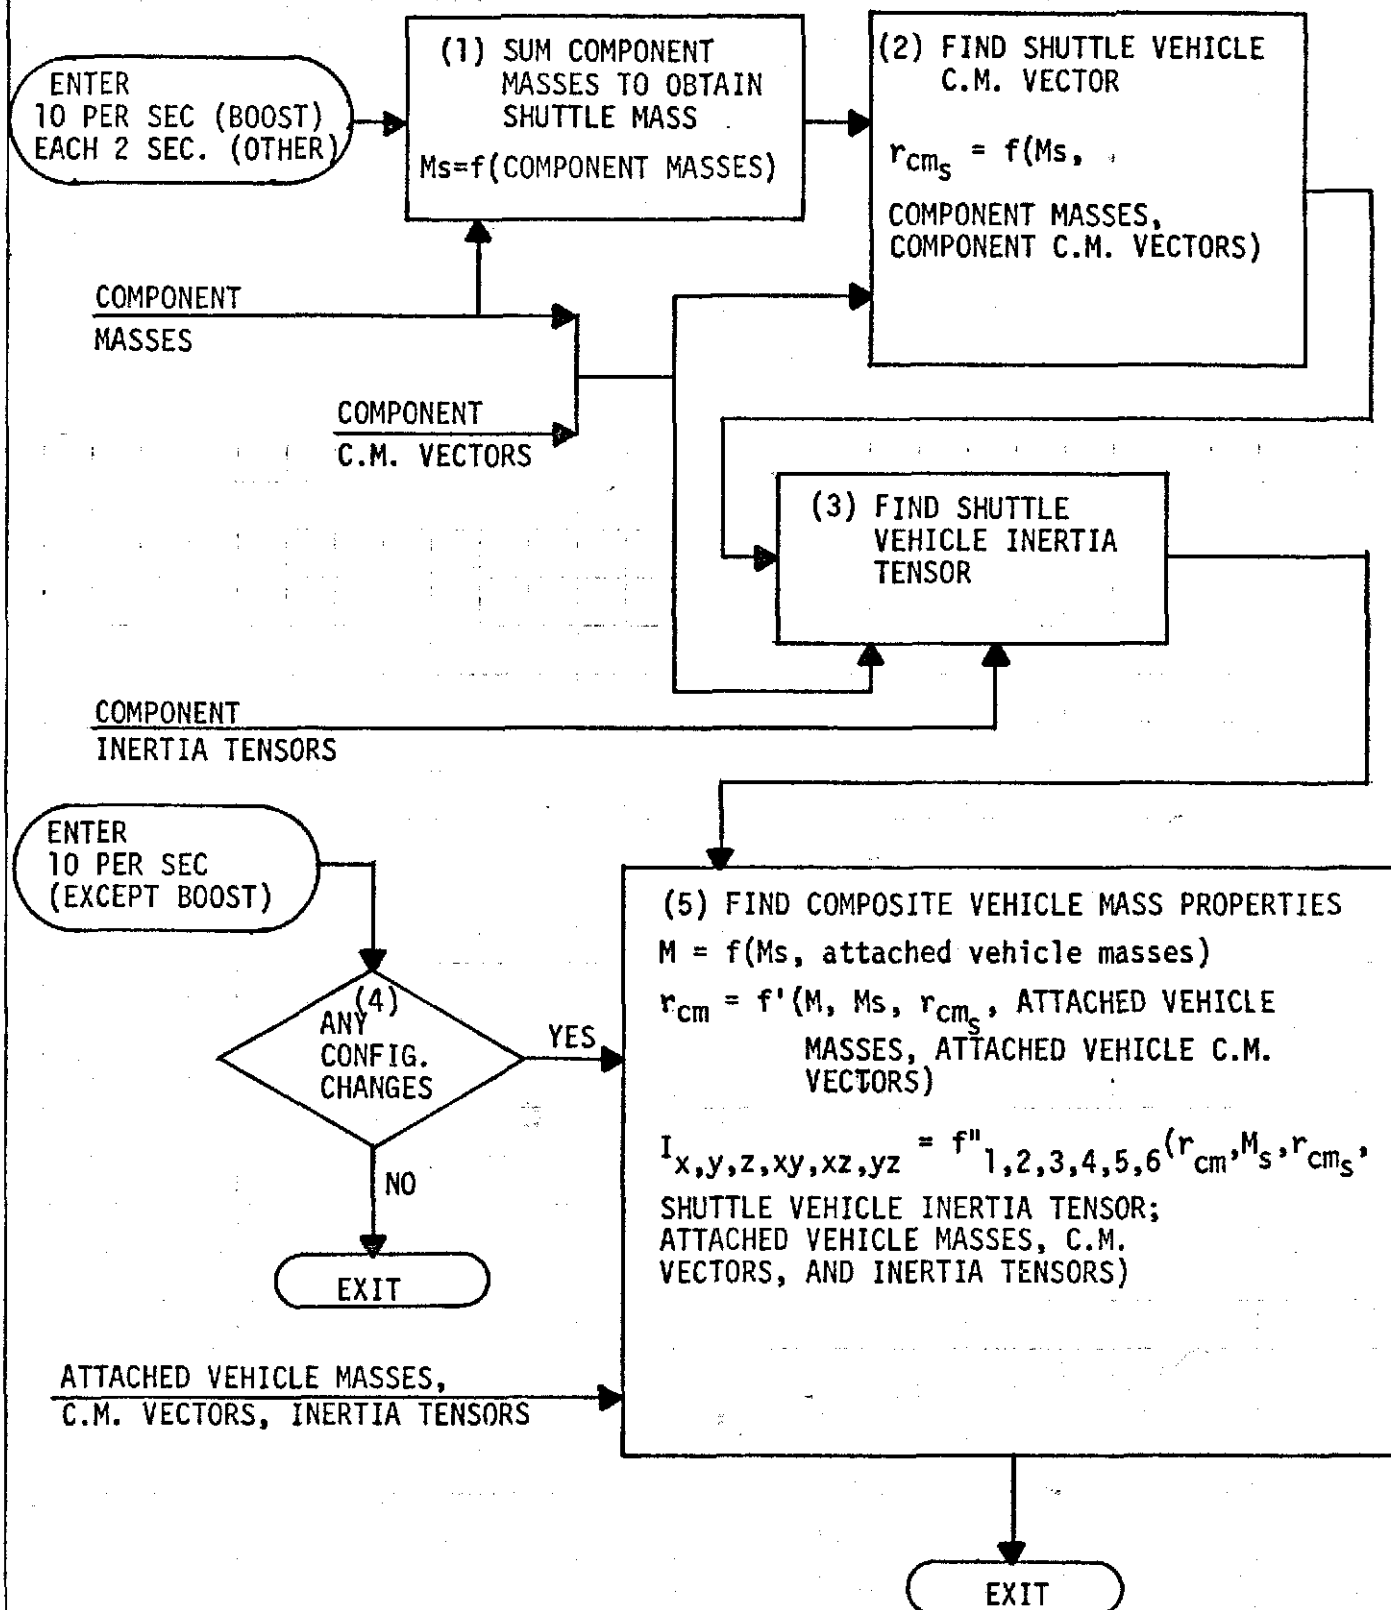 ENTER
10 PER SEC (BOOST)
EACH 2 SEC. (OTHER)
(1) SUM COMPONENT
MASSES TO OBTAIN
SHUTTLE MASS
Ms=f(COMPONENT MASSES)
(2) FIND SHUTTLE VEHICLE
C.M. VECTOR
r_cm_s = f(Ms,
COMPONENT MASSES,
COMPONENT C.M. VECTORS)
COMPONENT
MASSES
COMPONENT
C.M. VECTORS
(3) FIND SHUTTLE
VEHICLE INERTIA
TENSOR
COMPONENT
INERTIA TENSORS
ENTER
10 PER SEC
(EXCEPT BOOST)
(4)
ANY
CONFIG.
CHANGES
YES
NO
EXIT
(5) FIND COMPOSITE VEHICLE MASS PROPERTIES
M = f(Ms, attached vehicle masses)
r_cm = f'(M, Ms, r_cm_s, ATTACHED VEHICLE
MASSES, ATTACHED VEHICLE C.M.
VECTORS)
I_x,y,z,xy,xz,yz = f"_1,2,3,4,5,6(r_cm,M_s,r_cm_s,
SHUTTLE VEHICLE INERTIA TENSOR;
ATTACHED VEHICLE MASSES, C.M.
VECTORS, AND INERTIA TENSORS)
ATTACHED VEHICLE MASSES,
C.M. VECTORS, INERTIA TENSORS
EXIT